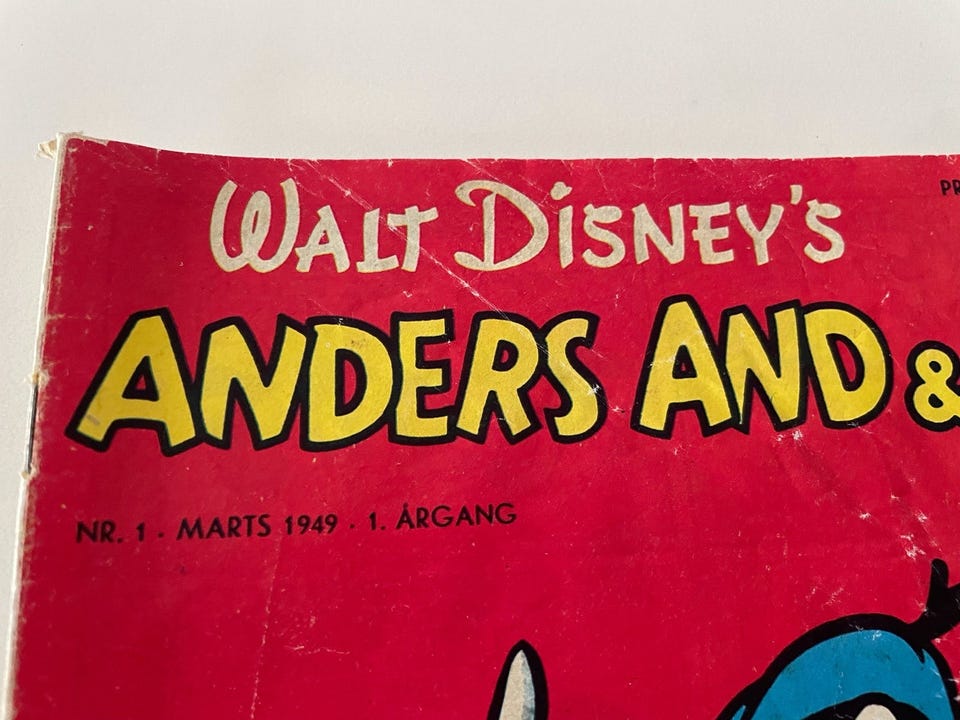 WALT DISNEY'S
ANDERS AND &
NR. 1 · MARTS 1949 · 1. ÅRGANG